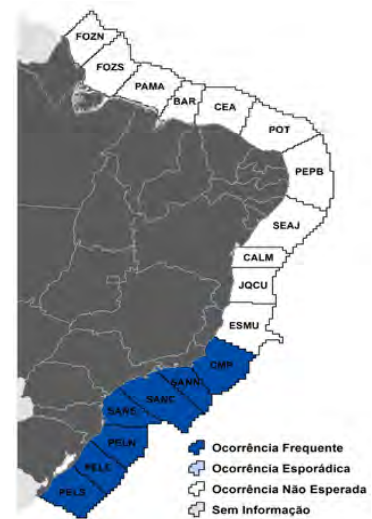 FOZN
FOZS
PAMA
BAR
CEA
POT
PEPB
SEAJ
CALM
JQCU
ESMU
CMP
SANN
SANC
SANS
PELN
PELC
PELS
Ocorrência Frequente
Ocorrência Esporádica
Ocorrência Não Esperada
Sem Informação